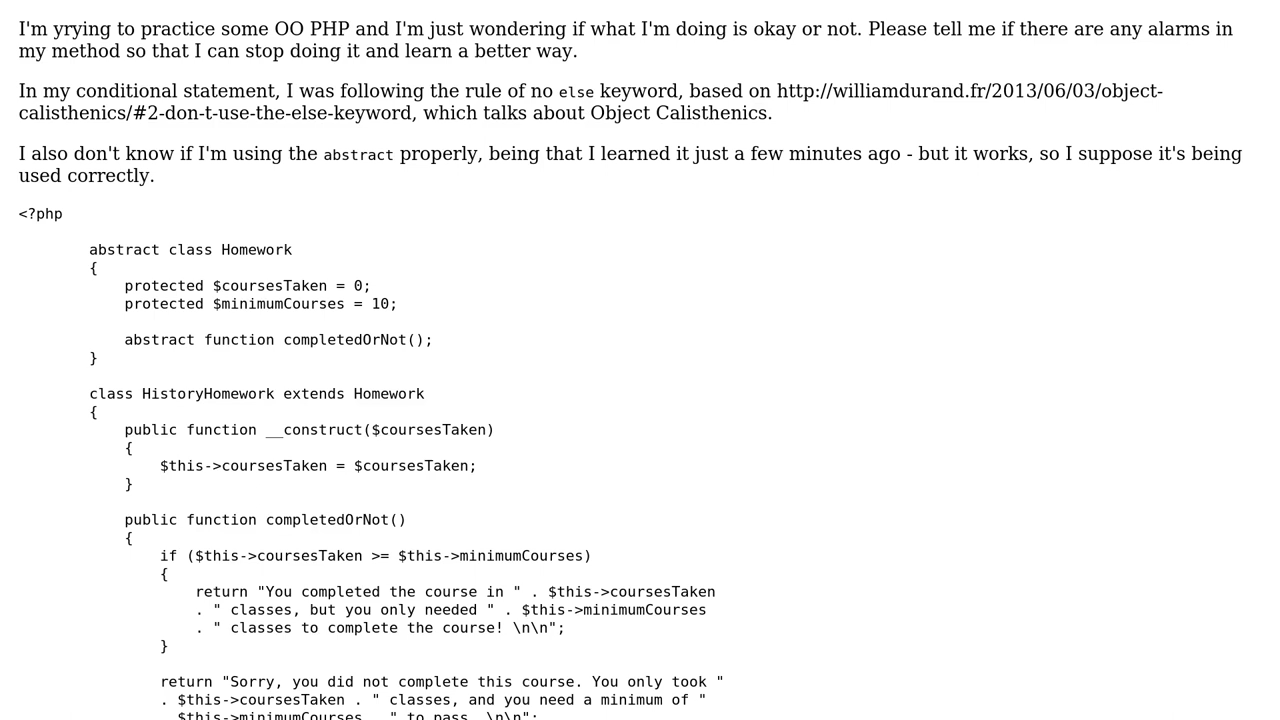 I'm yrying to practice some OO PHP and I'm just wondering if what I'm doing is okay or not. Please tell me if there are any alarms in
my method so that I can stop doing it and learn a better way.
In my conditional statement, I was following the rule of no else keyword, based on http://williamdurand.fr/2013/06/03/object-
calisthenics/#2-don-t-use-the-else-keyword, which talks about Object Calisthenics.
I also don't know if I'm using the abstract properly, being that I learned it just a few minutes ago - but it works, so I suppose it's being
used correctly.
<?php
abstract class Homework
{
protected $coursesTaken = 0;
protected $minimumCourses = 10;
abstract function completedOrNot();
}
class HistoryHomework extends Homework
{
public function __construct($coursesTaken)
{
$this->coursesTaken = $coursesTaken;
}
public function completedOrNot()
{
if ($this->coursesTaken >= $this->minimumCourses)
{
return "You completed the course in " . $this->coursesTaken
. " classes, but you only needed " . $this->minimumCourses
. " classes to complete the course! \n\n";
}
return "Sorry, you did not complete this course. You only took "
. $this->coursesTaken . " classes, and you need a minimum of "
. $this->minimumCourses . " to pass. \n\n";